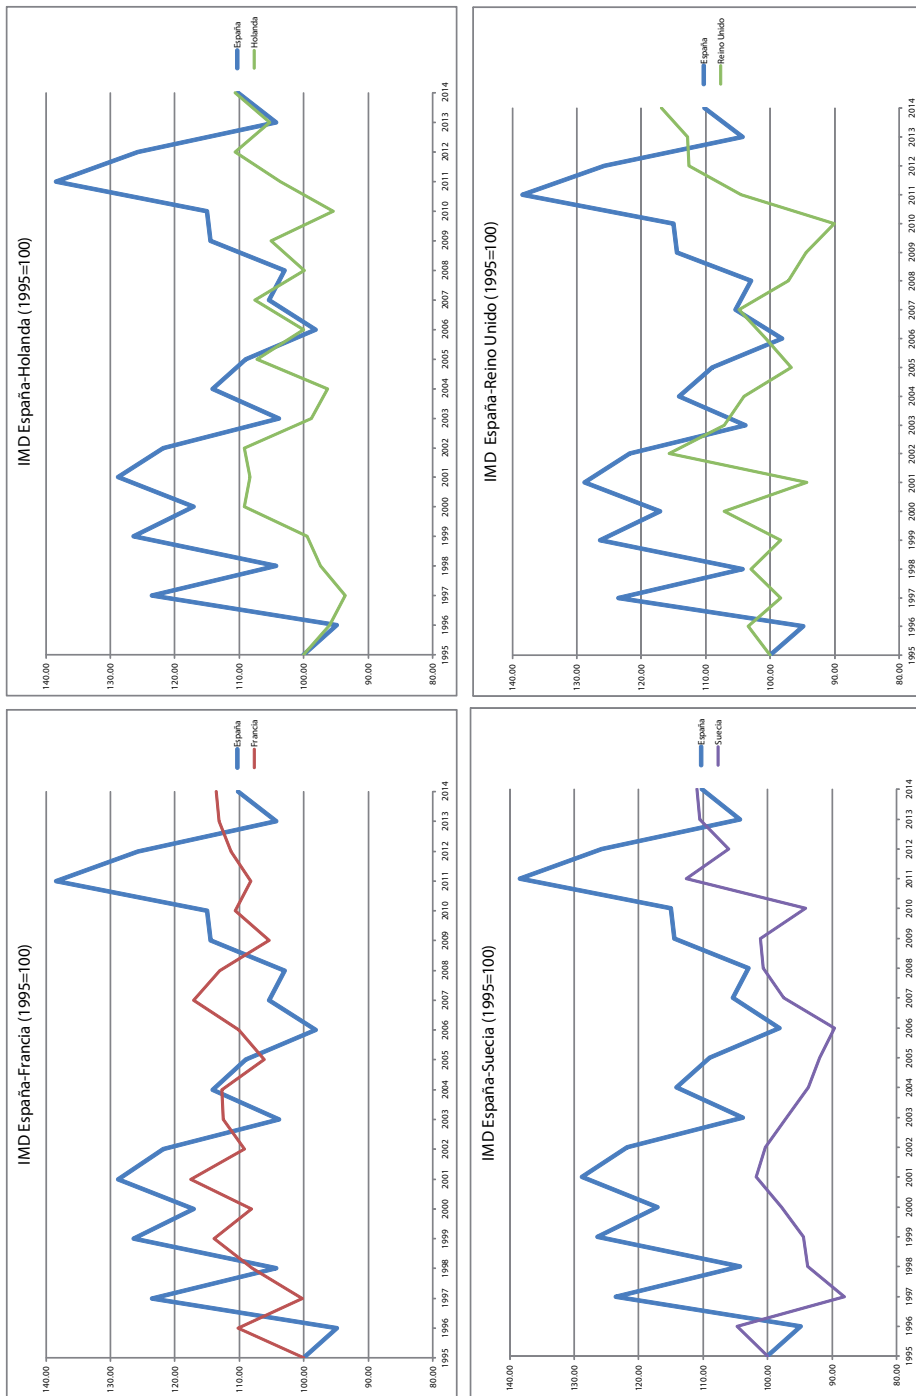 IMD España-Francia (1995=100)
140.00
130.00
120.00
110.00
100.00
90.00
80.00
1995 1996 1997 1998 1999 2000 2001 2002 2003 2004 2005 2006 2007 2008 2009 2010 2011 2012 2013 2014
España
Francia
IMD España-Holanda (1995=100)
140.00
130.00
120.00
110.00
100.00
90.00
80.00
1995 1996 1997 1998 1999 2000 2001 2002 2003 2004 2005 2006 2007 2008 2009 2010 2011 2012 2013 2014
España
Holanda
IMD España-Suecia (1995=100)
140.00
130.00
120.00
110.00
100.00
90.00
80.00
1995 1996 1997 1998 1999 2000 2001 2002 2003 2004 2005 2006 2007 2008 2009 2010 2011 2012 2013 2014
España
Suecia
IMD España-Reino Unido (1995=100)
140.00
130.00
120.00
110.00
100.00
90.00
80.00
1995 1996 1997 1998 1999 2000 2001 2002 2003 2004 2005 2006 2007 2008 2009 2010 2011 2012 2013 2014
España
Reino Unido